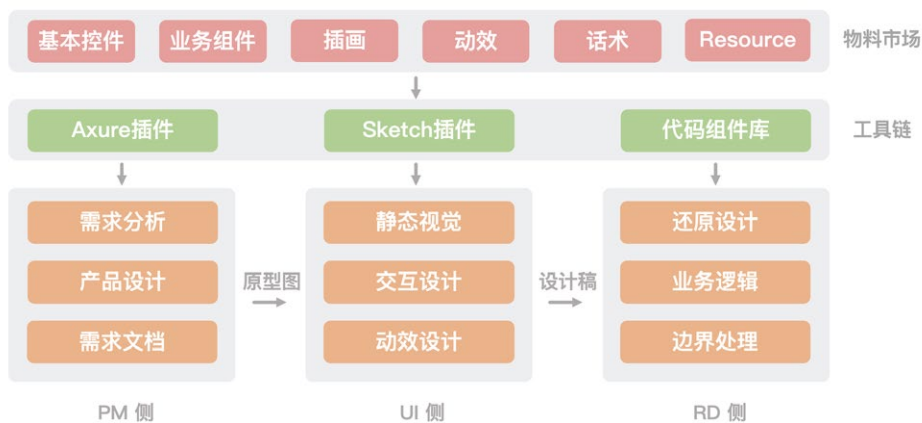 基本控件 业务组件 插画 动效 话术 Resource 物料市场
Axure插件 Sketch插件 代码组件库 工具链
需求分析 静态视觉 还原设计
原型图 设计稿
产品设计 交互设计 业务逻辑
需求文档 动效设计 边界处理
PM 侧 UI 侧 RD 侧